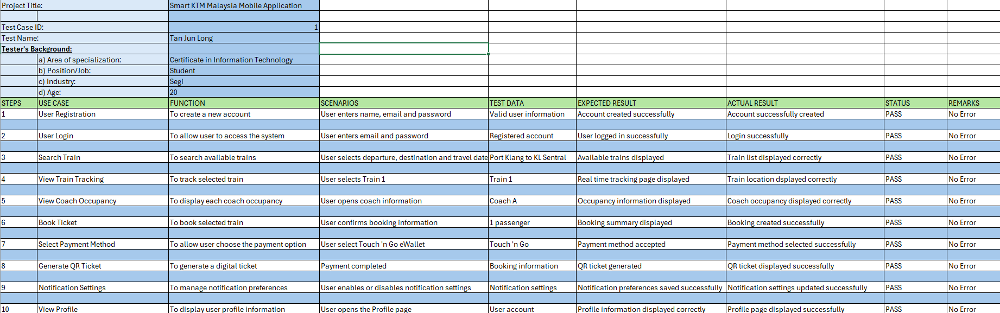 Project Title: Smart KTM Malaysia Mobile Application
Test Case ID: 1
Test Name: Tan Jun Long
Tester's Background:
a) Area of specialization: Certificate in Information Technology
b) Position/Job: Student
c) Industry: Segi
d) Age: 20
STEPS USE CASE FUNCTION SCENARIOS TEST DATA EXPECTED RESULT ACTUAL RESULT STATUS REMARKS
1 User Registration To create a new account User enters name, email and password Valid user information Account created successfully Account successfully created PASS No Error
2 User Login To allow user to access the system User enters email and password Registered account User logged in successfully Login successfully PASS No Error
3 Search Train To search available trains User selects departure, destination and travel date Port Klang to KL Sentral Available trains displayed Train list displayed correctly PASS No Error
4 View Train Tracking To track selected train User selects Train 1 Train 1 Real time tracking page displayed Train location dsplayed correctly PASS No Error
5 View Coach Occupancy To display each coach occupancy User opens coach information Coach A Occupancy information displayed Coach occupancy displayed correctly PASS No Error
6 Book Ticket To book selected train User confirms booking information 1 passenger Booking summary displayed Booking created successfully PASS No Error
7 Select Payment Method To allow user choose the payment option User select Touch 'n Go eWallet Touch 'n Go Payment method accepted Payment method selected successfully PASS No Error
8 Generate QR Ticket To generate a digital ticket Payment completed Booking information QR ticket generated QR ticket displayed successfully PASS No Error
9 Notification Settings To manage notification preferences User enables or disables notification settings Notification settings Notification preferences saved successfully Notification settings updated successfully PASS No Error
10 View Profile To display user profile information User opens the Profile page User account Profile information displayed correctly Profile page displayed successfully PASS No Error